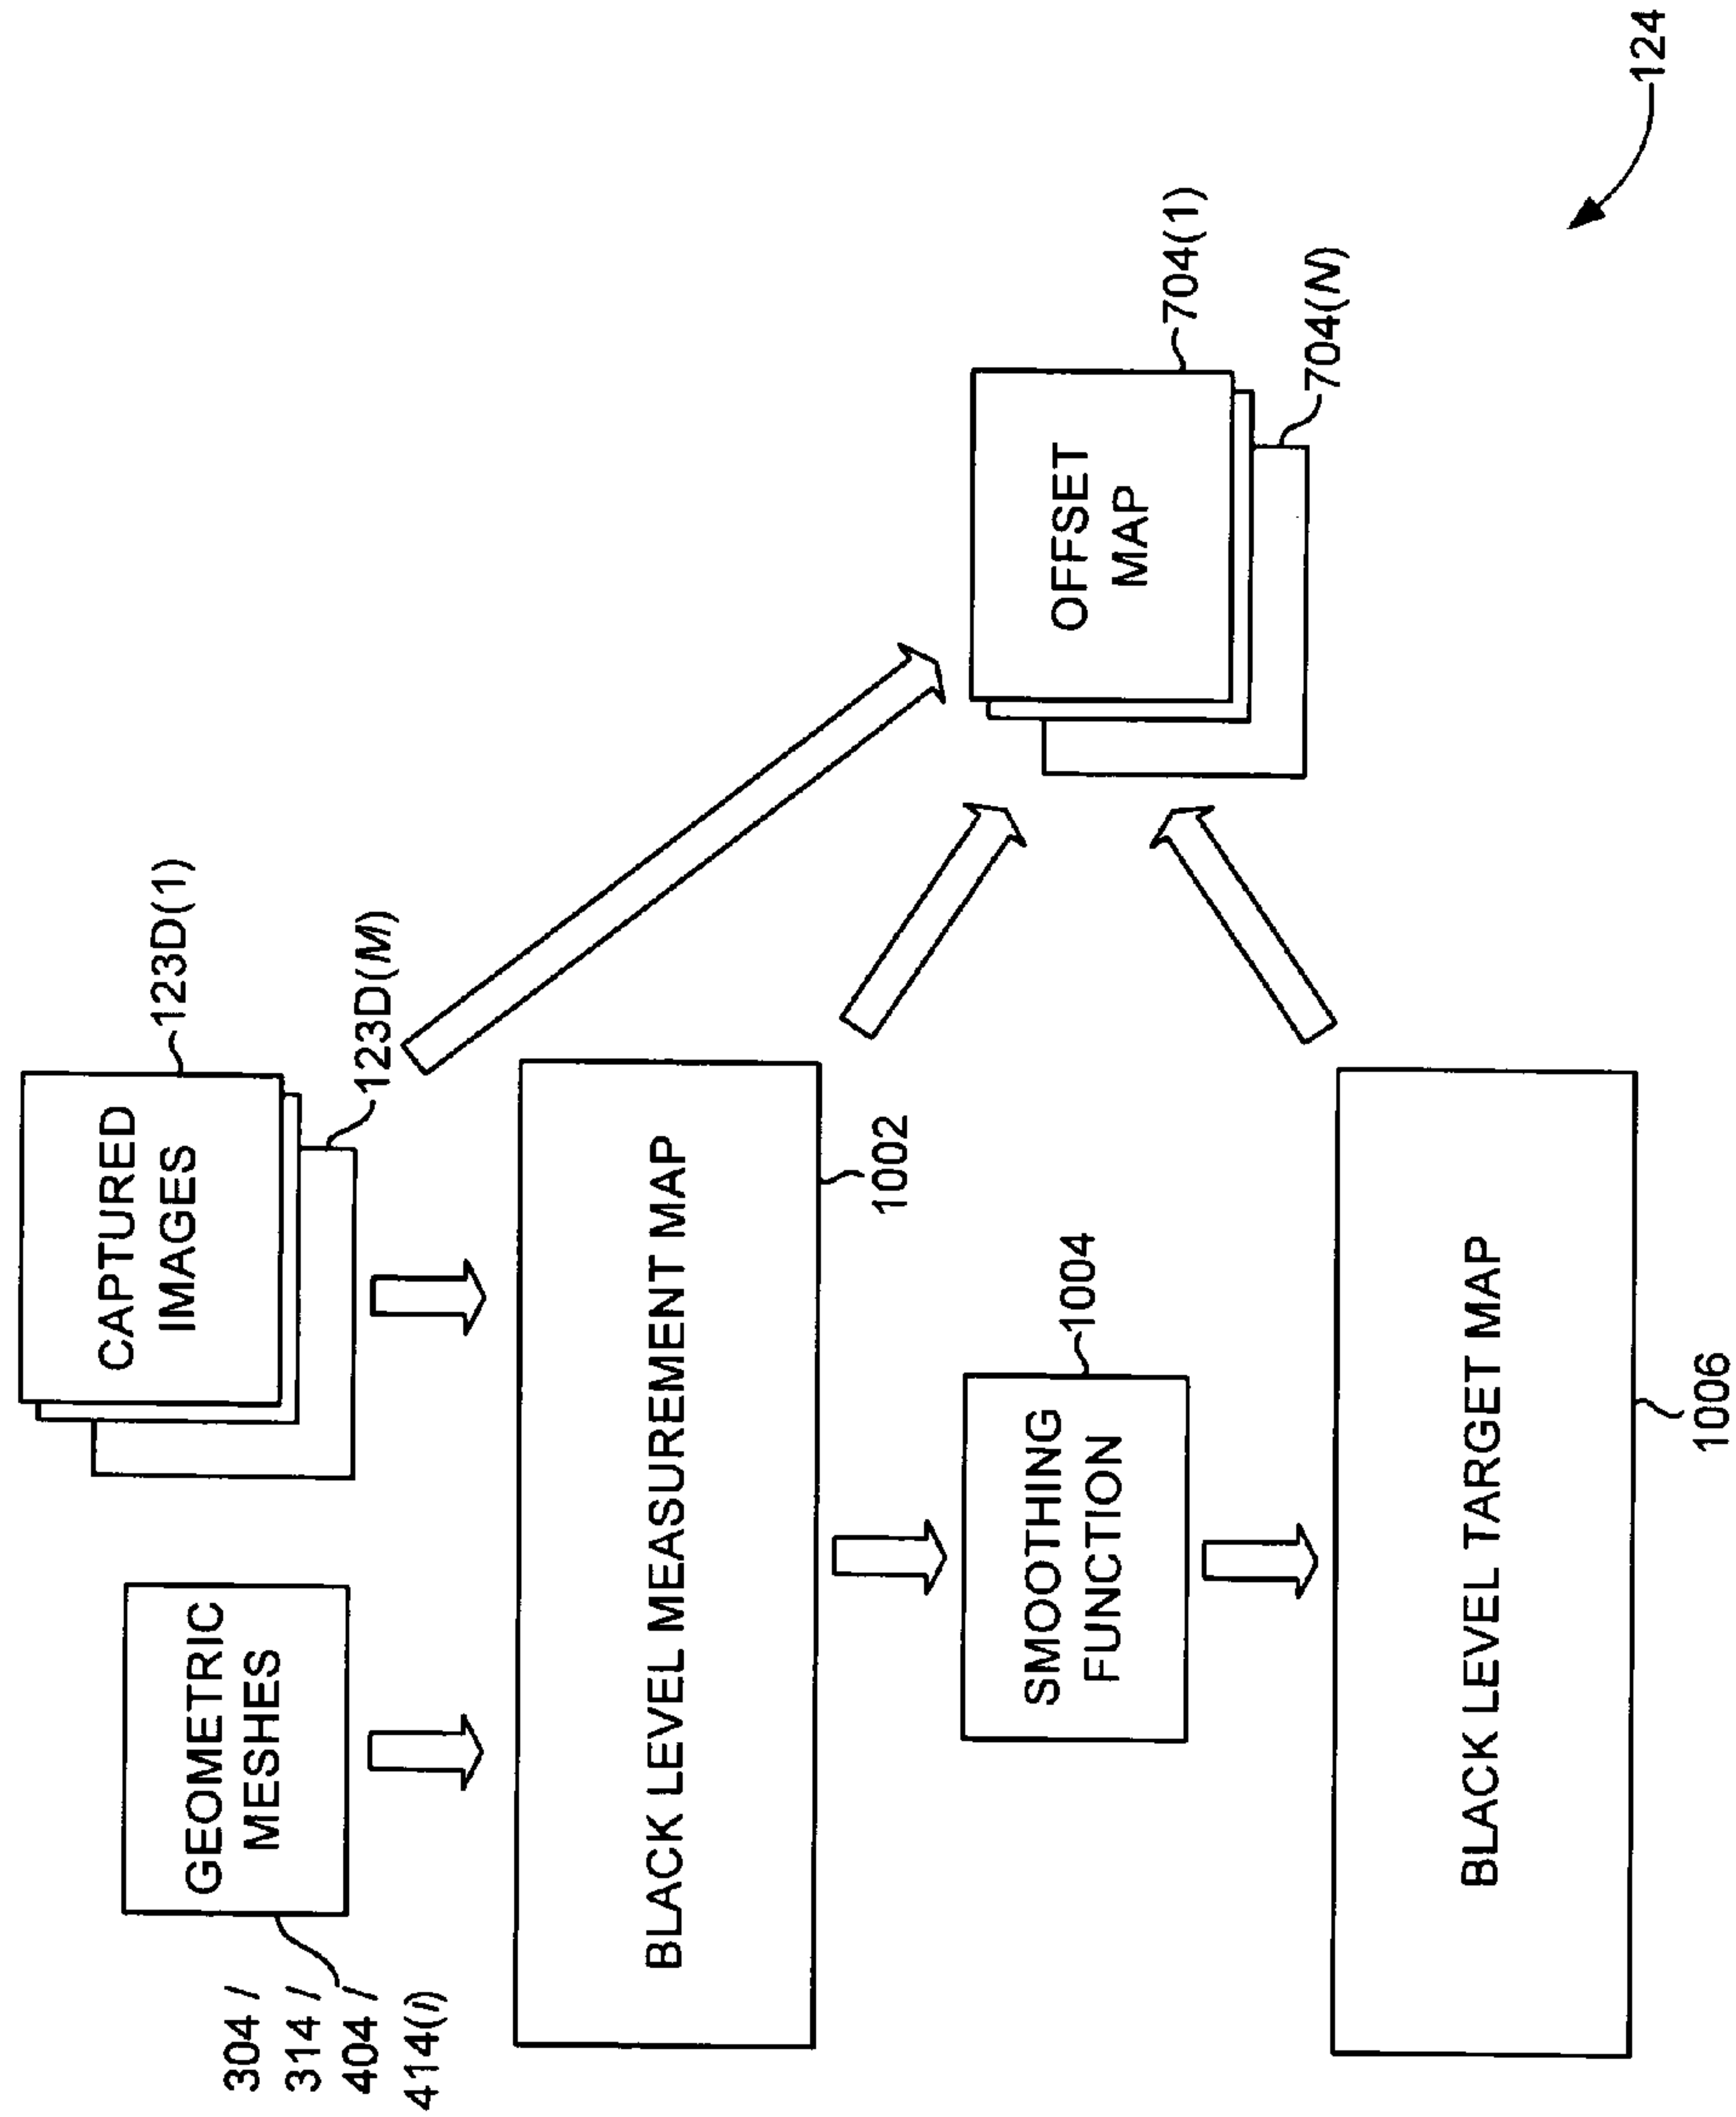 304 /
314 /
404 /
414(i)
GEOMETRIC
MESHES
CAPTURED
IMAGES
123D(1)
123D(M)
BLACK LEVEL MEASUREMENT MAP
1002
SMOOTHING
FUNCTION
1004
BLACK LEVEL TARGET MAP
1006
OFFSET
MAP
704(1)
704(N)
124